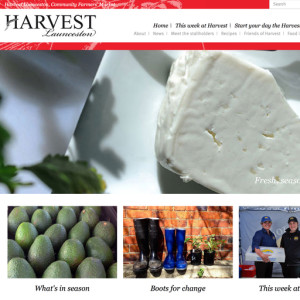 Harvest Launceston, Community Farmers' Market
Search
HARVEST
Launceston
Home | This week at Harvest | Start your day the Harvest
About | News | Meet the stallholders | Recipes | Friends of Harvest | Food
Fresh, seas
What's in season
Boots for change
This week at